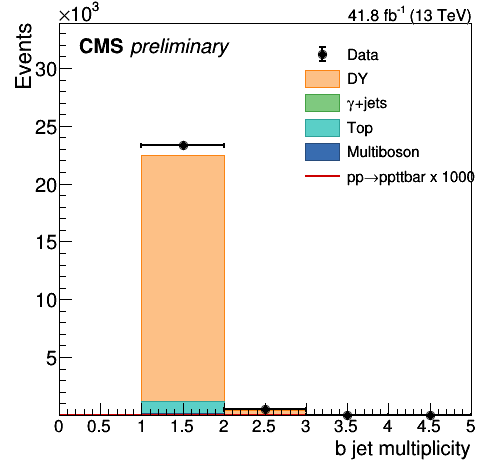 ×10³
41.8 fb⁻¹ (13 TeV)
Events
CMS preliminary
Data
DY
γ+jets
Top
Multiboson
pp→ppttbar x 1000
30
25
20
15
10
5
0 0.5 1 1.5 2 2.5 3 3.5 4 4.5 5
b jet multiplicity